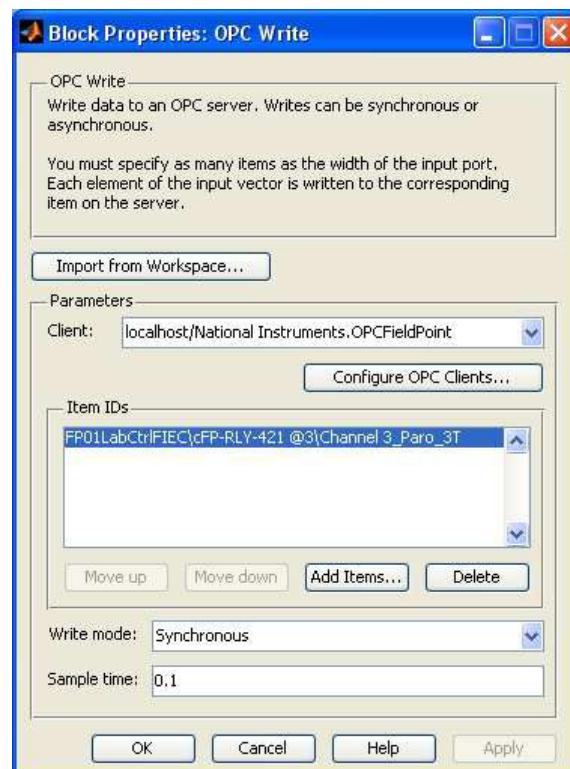 Block Properties: OPC Write
OPC Write
Write data to an OPC server. Writes can be synchronous or
asynchronous.
You must specify as many items as the width of the input port.
Each element of the input vector is written to the corresponding
item on the server.
Import from Workspace...
Parameters
Client: localhost/National Instruments.OPCFieldPoint
Configure OPC Clients...
Item IDs
FP01LabCtrlFIEC\cFP-RLY-421 @3\Channel 3_Paro_3T
Move up Move down Add Items... Delete
Write mode: Synchronous
Sample time: 0.1
OK Cancel Help Apply